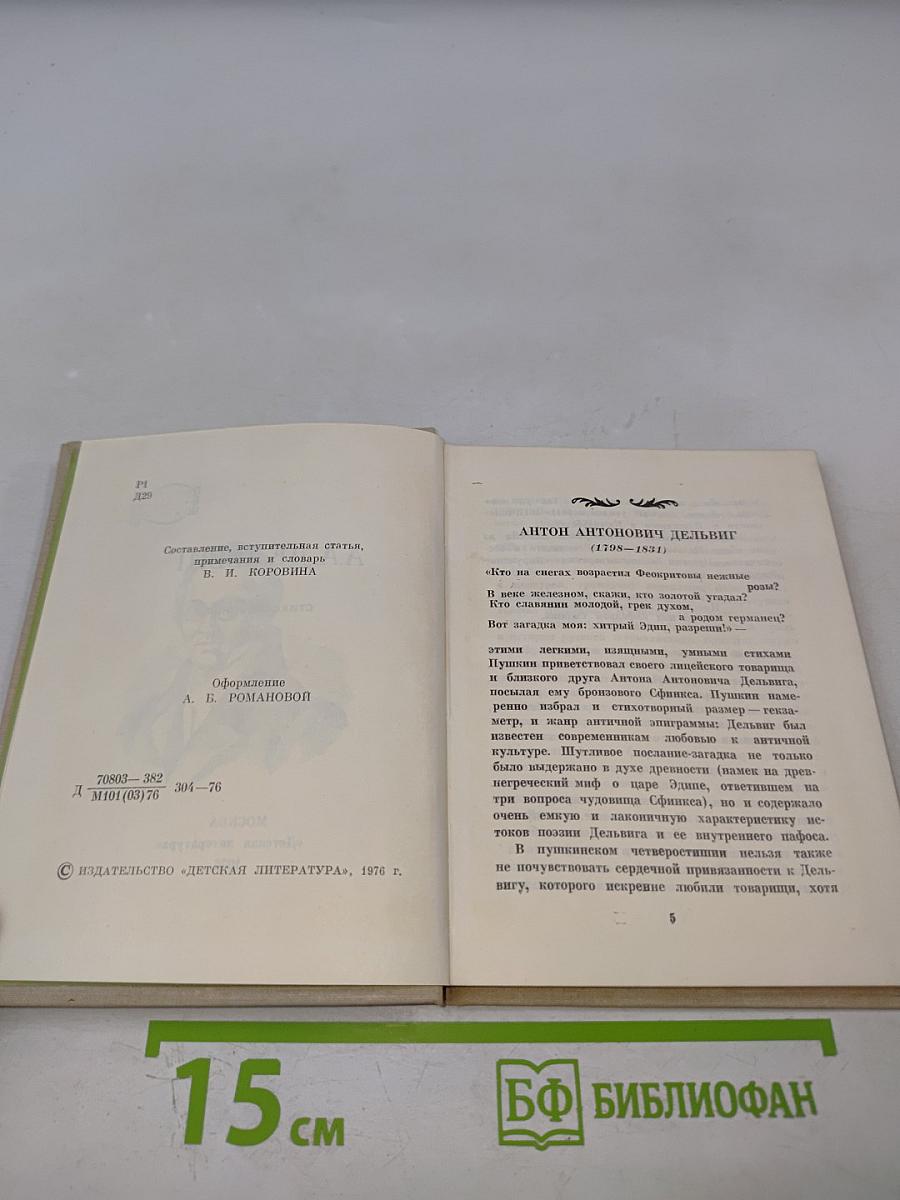 Р1
Д29
Составление, вступительная статья,
примечания и словарь
В. И. КОРОВИНА
Оформление
А. Б. РОМАНОВОЙ
Д 70803—382
М101(03)76 304—76
© ИЗДАТЕЛЬСТВО «ДЕТСКАЯ ЛИТЕРАТУРА», 1976 г.
АНТОН АНТОНОВИЧ ДЕЛЬВИГ
(1798—1831)
«Кто на снегах возрастил Феокритовы нежные
розы?
В веке железном, скажи, кто золотой угадал?
Кто славянин молодой, грек духом,
а родом германец?
Вот загадка моя: хитрый Эдип, разреши!» —
этими легкими, изящными, умными стихами
Пушкин приветствовал своего лицейского товарища
и близкого друга Антона Антоновича Дельвига,
посылая ему бронзового Сфинкса. Пушкин наме-
ренно избрал и стихотворный размер — гекза-
метр, и жанр античной эпиграммы: Дельвиг был
известен современникам любовью к античной
культуре. Шутливое послание-загадка не только
было выдержано в духе древности (намек на древ-
негреческий миф о царе Эдипе, ответившем на
три вопроса чудовища Сфинкса), но и содержало
очень емкую и лаконичную характеристику ис-
токов поэзии Дельвига и ее внутреннего пафоса.
В пушкинском четверостишии нельзя также
не почувствовать сердечной привязанности к Дель-
вигу, которого искренне любили товарищи, хотя
5
15 см
БФ БИБЛИОФАН